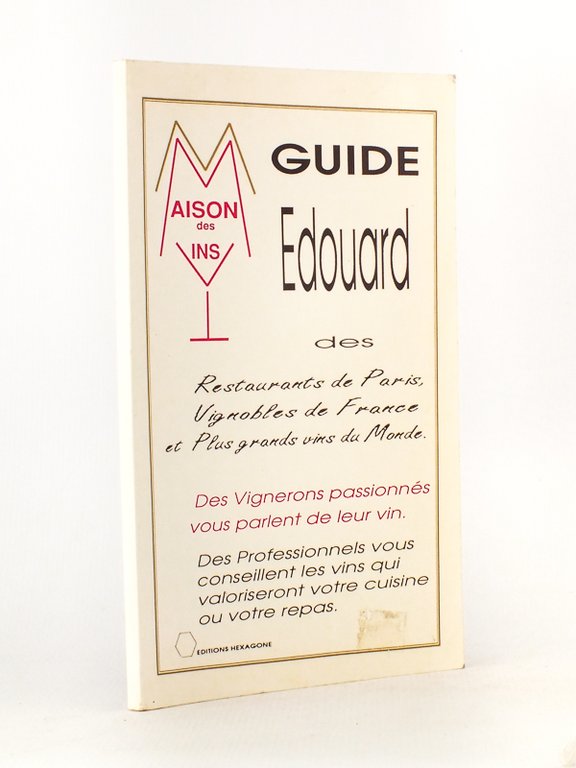 MAISON
des
VINS
GUIDE
Edouard
des
Restaurants de Paris,
Vignobles de France
et Plus grands vins du Monde.
Des Vignerons passionnés
vous parlent de leur vin.
Des Professionnels vous
conseillent les vins qui
valoriseront votre cuisine
ou votre repas.
EDITIONS HEXAGONE